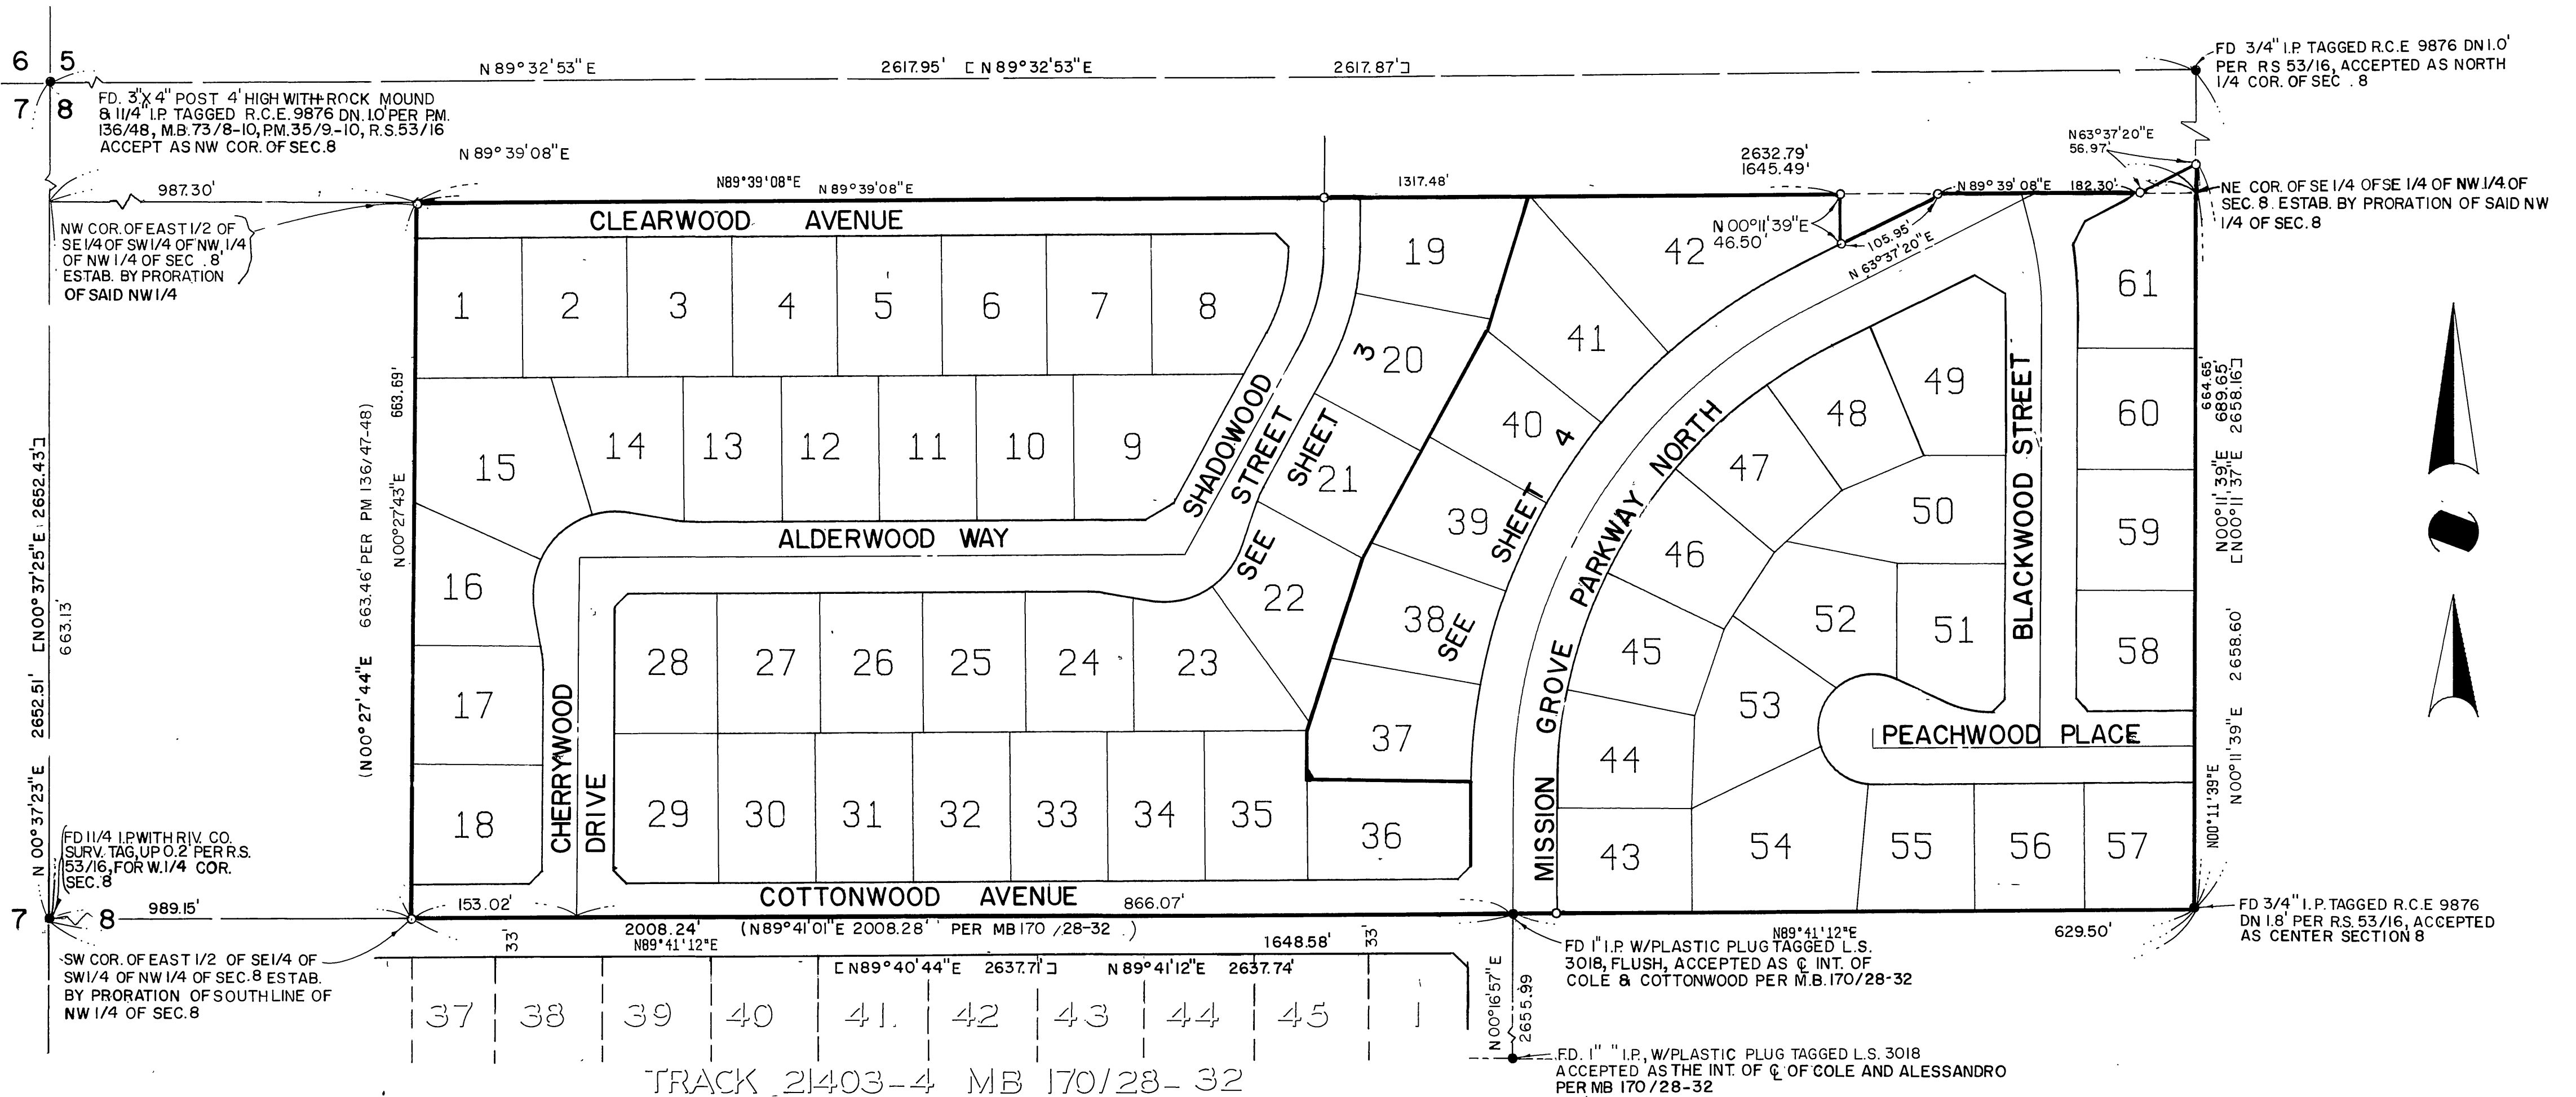 6 5
7 8
N 89°32'53"E 2617.95' [N 89°32'53"E 2617.87']
FD. 3"X 4" POST 4' HIGH WITH ROCK MOUND
& 11/4" I.P. TAGGED R.C.E. 9876 DN. 1.0' PER P.M.
136/48, M.B. 73/8-10, P.M. 35/9.-10, R.S. 53/16
ACCEPT AS NW COR. OF SEC. 8
FD 3/4" I.P. TAGGED R.C.E 9876 DN 1.0'
PER RS 53/16, ACCEPTED AS NORTH
1/4 COR. OF SEC . 8
N 89°39'08"E
2632.79'
1645.49'
N63°37'20"E
56.97'
987.30'
N89°39'08"E N 89°39'08"E
1317.48'
N 89°39'08"E 182.30'
NE COR. OF SE 1/4 OF SE 1/4 OF NW.1/4 OF
SEC. 8. ESTAB. BY PRORATION OF SAID NW
1/4 OF SEC. 8
NW COR. OF EAST 1/2 OF
SE 1/4 OF SW 1/4 OF NW, 1/4
OF NW 1/4 OF SEC . 8'
ESTAB. BY PRORATION
OF SAID NW 1/4
CLEARWOOD AVENUE
N 00°11'39"E
46.50'
105.95'
N 63°37'20"E
1 2 3 4 5 6 7 8
19
42
61
41
20
3
49
60
48
40
4
15 14 13 12 11 10 9
21
47
SHADOWOOD
STREET
SEE SHEET
SEE SHEET
39
50
59
ALDERWOOD WAY
MISSION GROVE PARKWAY NORTH
BLACKWOOD STREET
46
16
22
38
52
51
58
45
28 27 26 25 24 23
17
53
37
44
PEACHWOOD PLACE
CHERRYWOOD
DRIVE
18
29 30 31 32 33 34 35
36
43
54
55
56
57
COTTONWOOD AVENUE
663.69'
N 00°27'43"E
663.46' PER PM 136/47-48)
(N00°27'44"E
[N00°37'25"E 2652.43']
2652.51'
663.13'
N 00°37'23"E
664.65'
689.65'
2658.16']
N00°11'39"E
[N00°11'37"E
2658.60'
N00°11'39"E
N00°11'39"E
FD 11/4 I.P. WITH RIV. CO.
SURV. TAG, UP 0.2' PER R.S.
53/16, FOR W. 1/4 COR.
SEC. 8
7 8
989.15'
153.02'
866.07'
2008.24' (N89°41'01"E 2008.28' PER MB 170 /28-32 )
N89°41'12"E
1648.58'
33'
33'
N89°41'12"E
629.50'
FD 3/4" I.P. TAGGED R.C.E 9876
DN 1.8' PER R.S. 53/16, ACCEPTED
AS CENTER SECTION 8
SW COR. OF EAST 1/2 OF SE 1/4 OF
SW 1/4 OF NW 1/4 OF SEC. 8 ESTAB.
BY PRORATION OF SOUTH LINE OF
NW 1/4 OF SEC. 8
[N89°40'44"E 2637.71'] N 89°41'12"E 2637.74'
FD 1" I.P. W/PLASTIC PLUG TAGGED L.S.
3018, FLUSH, ACCEPTED AS ℄ INT. OF
COLE & COTTONWOOD PER M.B. 170/28-32
37 38 39 40 41. 42 43 44 45 1
N 00°16'57"E
2655.99
FD. 1" " I.P., W/PLASTIC PLUG TAGGED L.S. 3018
ACCEPTED AS THE INT. OF ℄ OF COLE AND ALESSANDRO
PER MB 170/28-32
TRACK 21403-4 MB 170/28-32